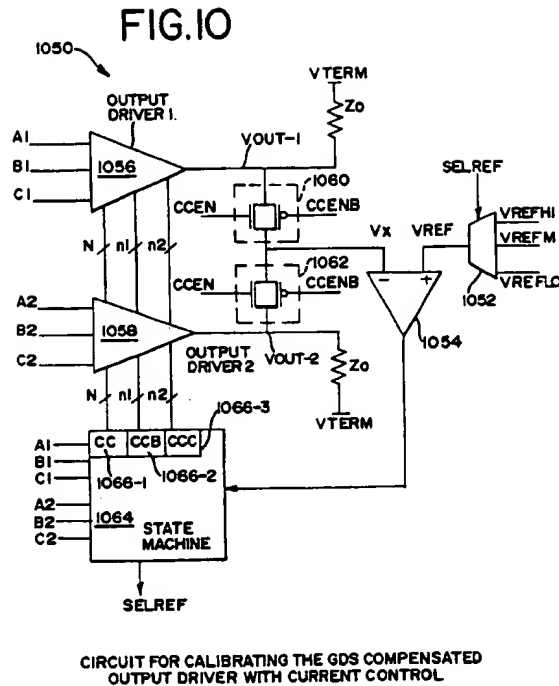 FIG.10
1050
OUTPUT
DRIVER 1.
VTERM
Zo
A1
B1
C1
1056
VOUT-1
1060
SELREF
CCEN
CCENB
VREFHI
VREFM
VREFLO
N
n1
n2
Vx
VREF
1052
1062
CCEN
CCENB
1054
A2
B2
C2
1058
OUTPUT
DRIVER 2
VOUT-2
Zo
VTERM
N
n1
n2
1066-3
A1
B1
C1
A2
B2
C2
CC
CCB
CCC
1066-1
1066-2
1064
STATE
MACHINE
SELREF
CIRCUIT FOR CALIBRATING THE GDS COMPENSATED
OUTPUT DRIVER WITH CURRENT CONTROL